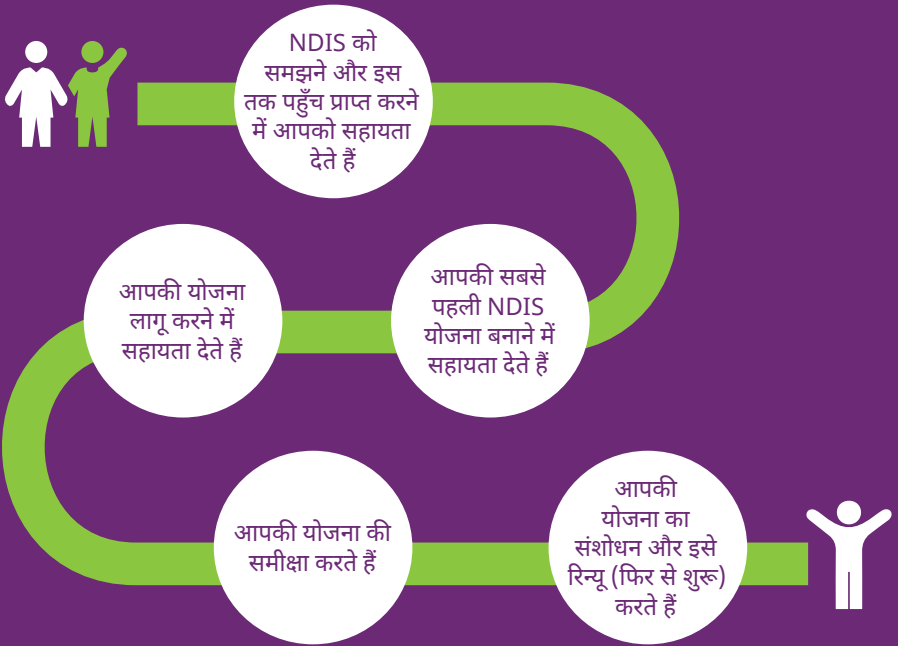 NDIS को
समझने और इस
तक पहुँच प्राप्त करने
में आपको सहायता
देते हैं
आपकी सबसे
पहली NDIS
योजना बनाने में
सहायता देते हैं
आपकी योजना
लागू करने में
सहायता देते हैं
आपकी योजना की
समीक्षा करते हैं
आपकी
योजना का
संशोधन और इसे
रिन्यू (फिर से शुरू)
करते हैं